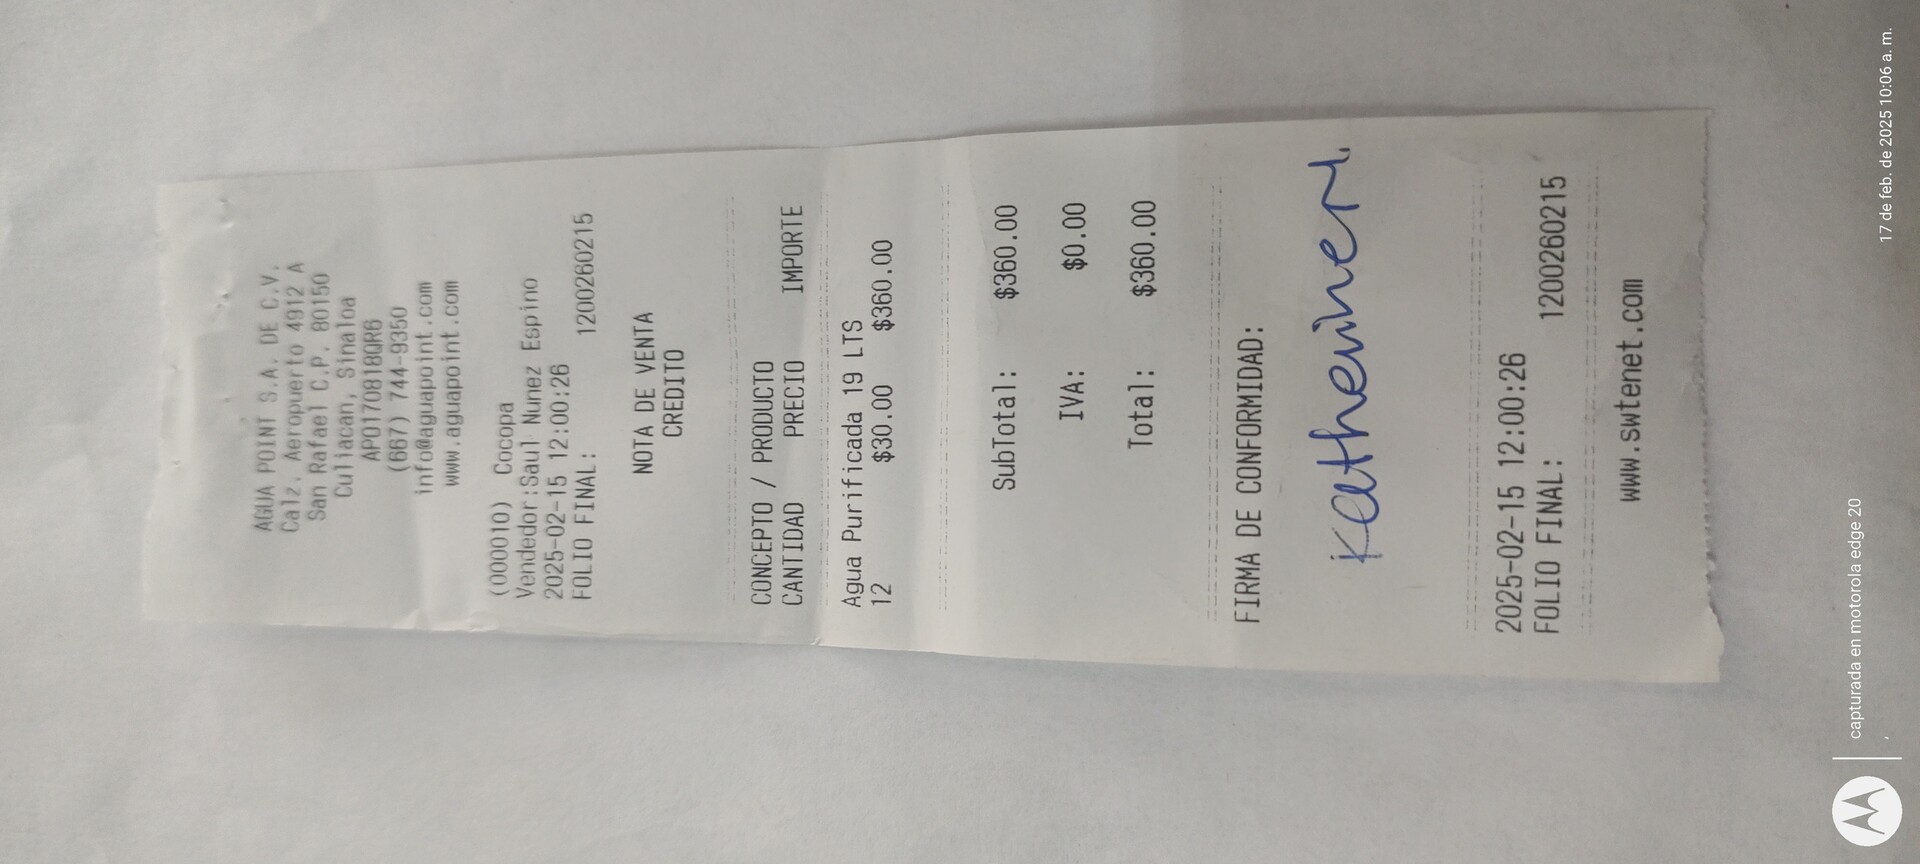 AGUA POINT S.A. DE C.V.
Calz. Aeropuerto 4912 A
San Rafael C.P. 80150
Culiacan, Sinaloa
APO170818QR6
(667) 744-9350
info@aguapoint.com
www.aguapoint.com
(000010) Cocopa
Vendedor:Saul Nunez Espino
2025-02-15 12:00:26
FOLIO FINAL: 1200260215
NOTA DE VENTA
CREDITO
CONCEPTO / PRODUCTO
CANTIDAD PRECIO IMPORTE
Agua Purificada 19 LTS
12 $30.00 $360.00
SubTotal: $360.00
IVA: $0.00
Total: $360.00
FIRMA DE CONFORMIDAD:
2025-02-15 12:00:26
FOLIO FINAL: 1200260215
www.swtenet.com
capturada en motorola edge 20
17 de feb. de 2025 10:06 a. m.